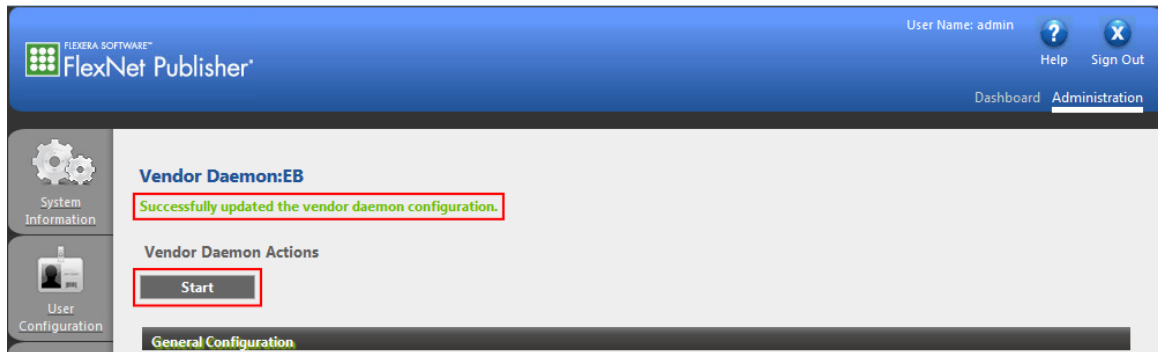 User Name: admin
FLEXERA SOFTWARE™
FlexNet Publisher®
Help
Sign Out
Dashboard
Administration
System
Information
User
Configuration
Vendor Daemon:EB
Successfully updated the vendor daemon configuration.
Vendor Daemon Actions
Start
General Configuration